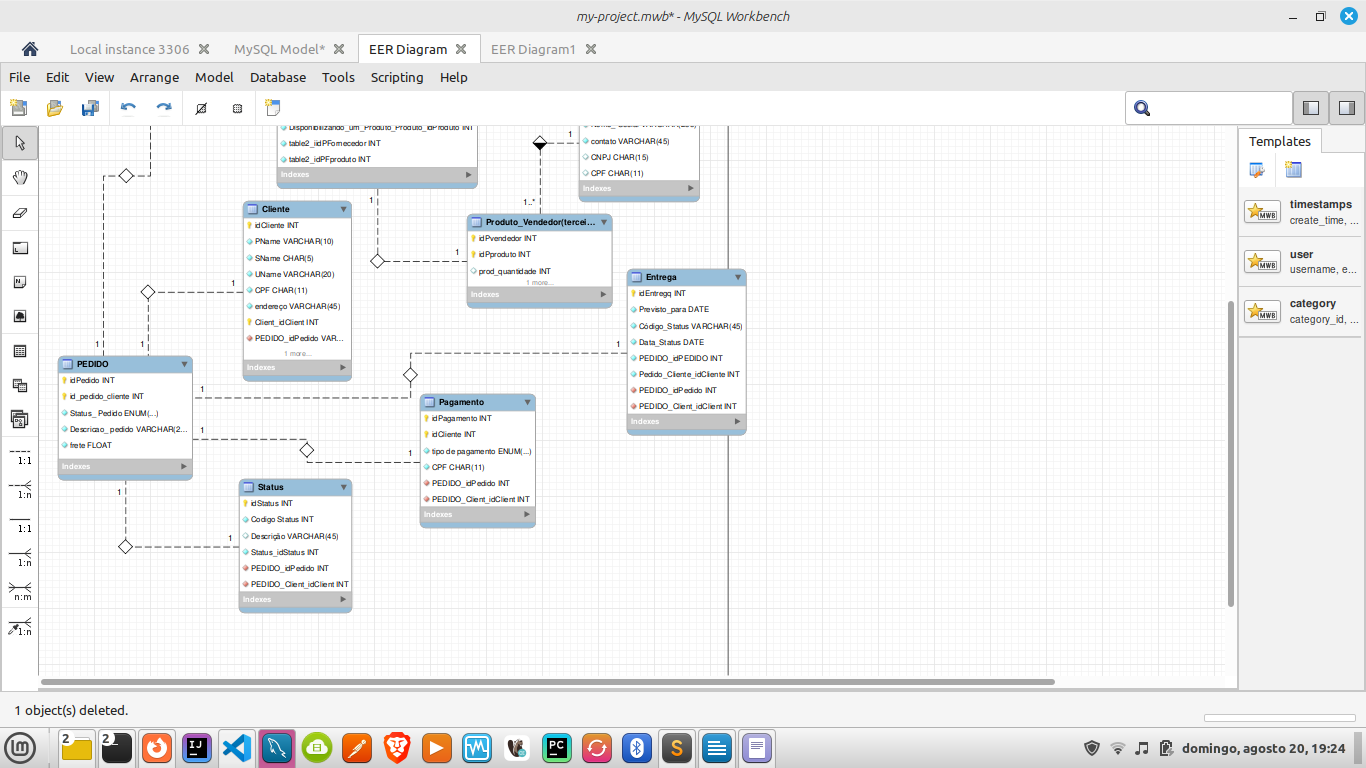 my-project.mwb* - MySQL Workbench
Local instance 3306
MySQL Model*
EER Diagram
EER Diagram1
File Edit View Arrange Model Database Tools Scripting Help
Disponibilizando_um_Produto_Produto_idProduto INT
table2_iidPFornecedor INT
table2_iidPFproduto INT
Indexes
1
contato VARCHAR(45)
CNPJ CHAR(15)
CPF CHAR(11)
Indexes
1
1..*
Cliente
idCliente INT
PName VARCHAR(10)
SName CHAR(5)
UName VARCHAR(20)
CPF CHAR(11)
endereço VARCHAR(45)
Client_idClient INT
PEDIDO_idPedido VAR...
1 more...
Indexes
Produto_Vendedor(tercei...
idPvendedor INT
idPproduto INT
prod_quantidade INT
1 more...
Indexes
1
1
Entrega
idEntregq INT
Previsto_para DATE
Código_Status VARCHAR(45)
Data_Status DATE
PEDIDO_idPEDIDO INT
Pedido_Cliente_idCliente INT
PEDIDO_idPedido INT
PEDIDO_Client_idClient INT
Indexes
1
1
1
PEDIDO
idPedido INT
id_pedido_cliente INT
Status_ Pedido ENUM(...)
Descricao_pedido VARCHAR(2...
frete FLOAT
Indexes
1
1
1
Pagamento
idPagamento INT
idCliente INT
tipo de pagamento ENUM(...)
CPF CHAR(11)
PEDIDO_idPedido INT
PEDIDO_Client_idClient INT
Indexes
1
1
1
Status
idStatus INT
Codigo Status INT
Descrição VARCHAR(45)
Status_idStatus INT
PEDIDO_idPedido INT
PEDIDO_Client_idClient INT
Indexes
1:1
1:n
1:1
1:n
n:m
1:n
Templates
timestamps
create_time, ...
user
username, e...
category
category_id, ...
MWB
MWB
MWB
1 object(s) deleted.
2
2
IJ
PC
S
domingo, agosto 20, 19:24